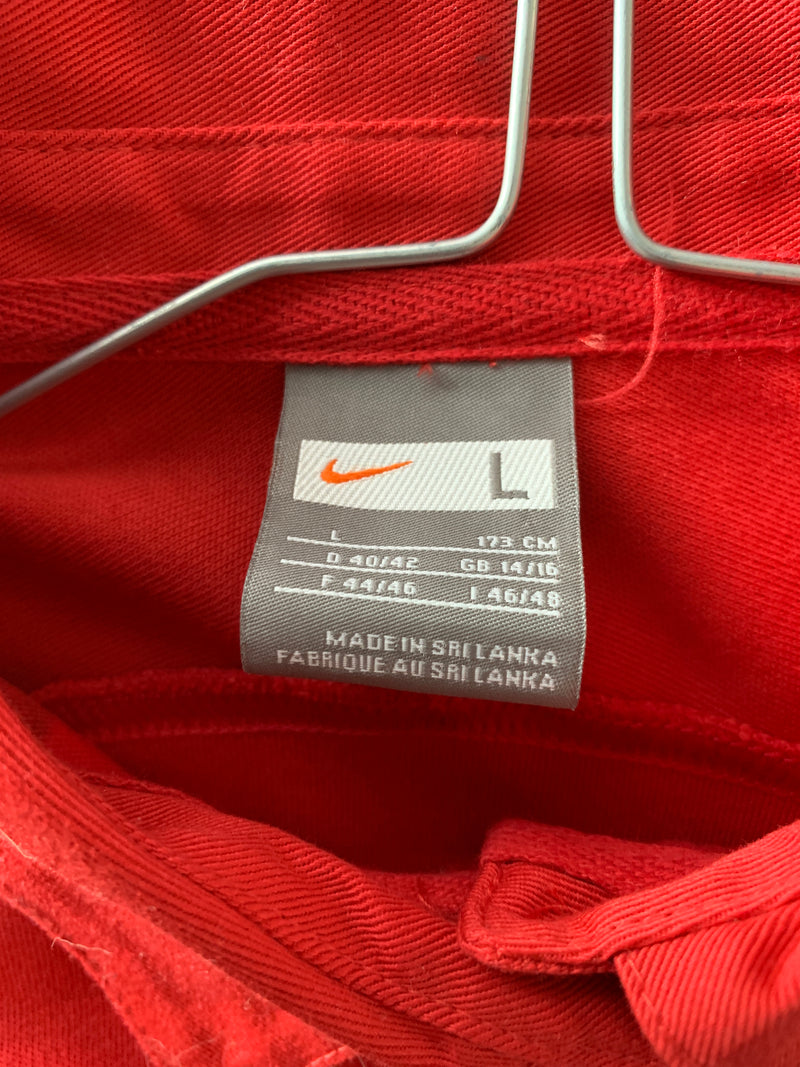 L
L 173 CM
D 40/42 GB 14/16
F 44/46 I 46/48
MADE IN SRI LANKA
FABRIQUE AU SRI LANKA